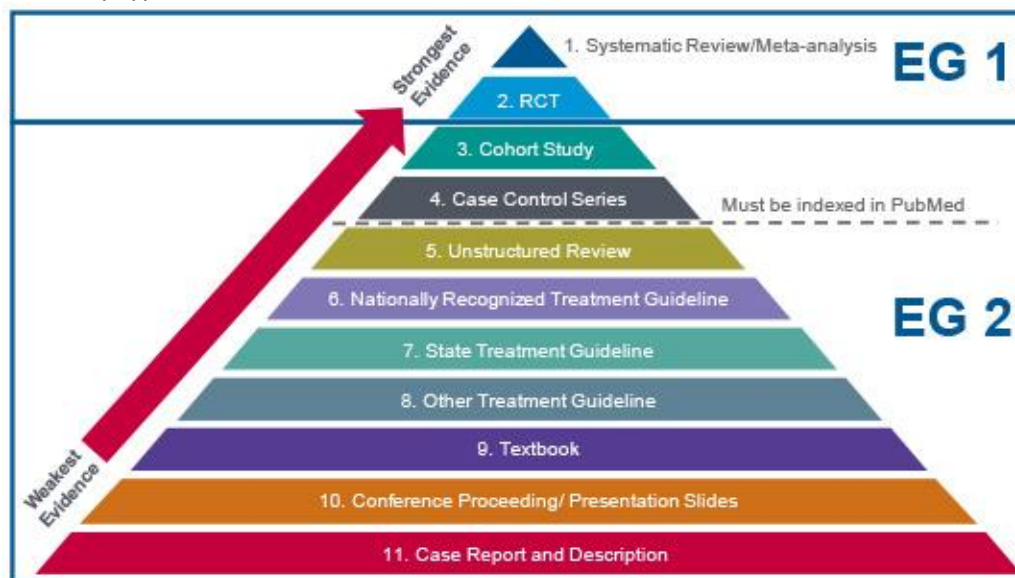 1. Systematic Review/Meta-analysis
EG 1
Strongest
Evidence
2. RCT
3. Cohort Study
4. Case Control Series
Must be indexed in PubMed
5. Unstructured Review
6. Nationally Recognized Treatment Guideline
EG 2
7. State Treatment Guideline
8. Other Treatment Guideline
9. Textbook
Weakest
Evidence
10. Conference Proceeding/ Presentation Slides
11. Case Report and Description